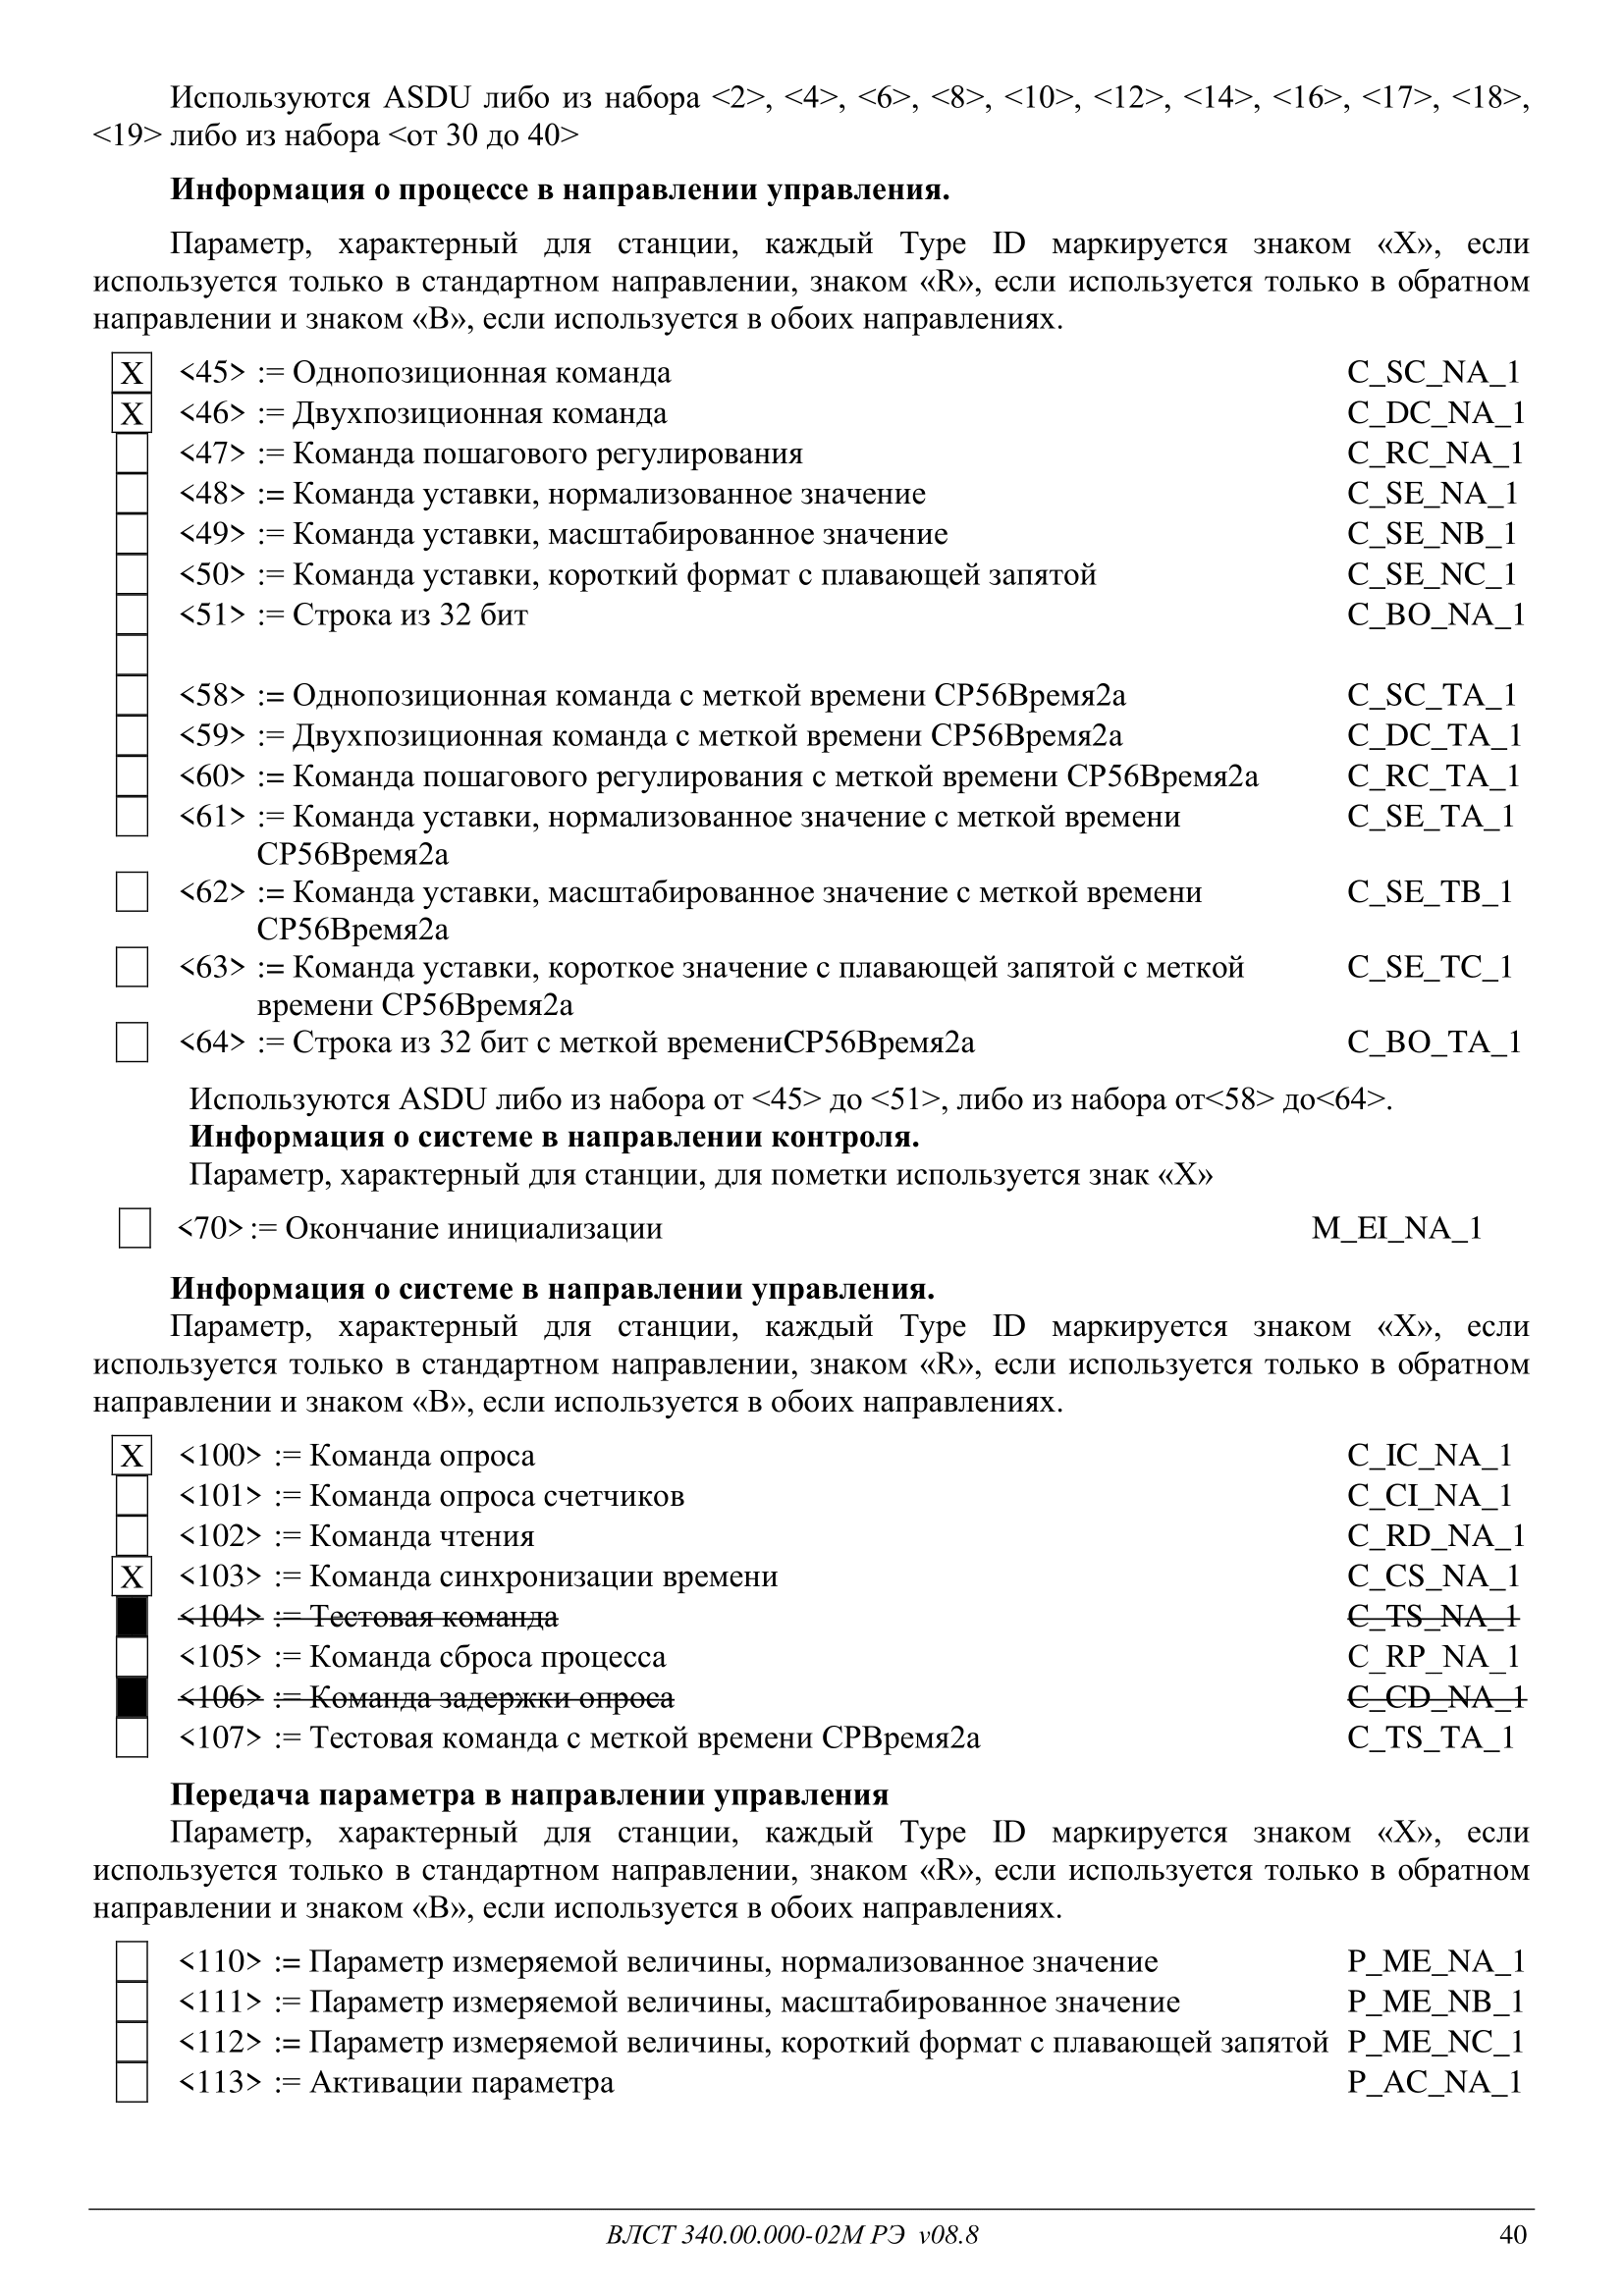 Используются ASDU либо из набора <2>, <4>, <6>, <8>, <10>, <12>, <14>, <16>, <17>, <18>,
<19> либо из набора <от 30 до 40>
Информация о процессе в направлении управления.
Параметр, характерный для станции, каждый Type ID маркируется знаком «X», если
используется только в стандартном направлении, знаком «R», если используется только в обратном
направлении и знаком «B», если используется в обоих направлениях.
X <45> := Однопозиционная команда C_SC_NA_1
X <46> := Двухпозиционная команда C_DC_NA_1
<47> := Команда пошагового регулирования C_RC_NA_1
<48> := Команда уставки, нормализованное значение C_SE_NA_1
<49> := Команда уставки, масштабированное значение C_SE_NB_1
<50> := Команда уставки, короткий формат с плавающей запятой C_SE_NC_1
<51> := Строка из 32 бит C_BO_NA_1
<58> := Однопозиционная команда с меткой времени CP56Время2а C_SC_TA_1
<59> := Двухпозиционная команда с меткой времени CP56Время2а C_DC_TA_1
<60> := Команда пошагового регулирования с меткой времени CP56Время2а C_RC_TA_1
<61> := Команда уставки, нормализованное значение с меткой времени C_SE_TA_1
CP56Время2а
<62> := Команда уставки, масштабированное значение с меткой времени C_SE_TB_1
CP56Время2а
<63> := Команда уставки, короткое значение с плавающей запятой с меткой C_SE_TC_1
времени CP56Время2а
<64> := Строка из 32 бит с меткой времениCP56Время2а C_BO_TA_1
Используются ASDU либо из набора от <45> до <51>, либо из набора от<58> до<64>.
Информация о системе в направлении контроля.
Параметр, характерный для станции, для пометки используется знак «X»
<70> := Окончание инициализации M_EI_NA_1
Информация о системе в направлении управления.
Параметр, характерный для станции, каждый Type ID маркируется знаком «X», если
используется только в стандартном направлении, знаком «R», если используется только в обратном
направлении и знаком «B», если используется в обоих направлениях.
X <100> := Команда опроса C_IC_NA_1
<101> := Команда опроса счетчиков C_CI_NA_1
<102> := Команда чтения C_RD_NA_1
X <103> := Команда синхронизации времени C_CS_NA_1
<104> := Тестовая команда C_TS_NA_1
<105> := Команда сброса процесса C_RP_NA_1
<106> := Команда задержки опроса C_CD_NA_1
<107> := Тестовая команда с меткой времени CPВремя2а C_TS_TA_1
Передача параметра в направлении управления
Параметр, характерный для станции, каждый Type ID маркируется знаком «X», если
используется только в стандартном направлении, знаком «R», если используется только в обратном
направлении и знаком «B», если используется в обоих направлениях.
<110> := Параметр измеряемой величины, нормализованное значение P_ME_NA_1
<111> := Параметр измеряемой величины, масштабированное значение P_ME_NB_1
<112> := Параметр измеряемой величины, короткий формат с плавающей запятой P_ME_NC_1
<113> := Активации параметра P_AC_NA_1
ВЛСТ 340.00.000-02М РЭ v08.8 40